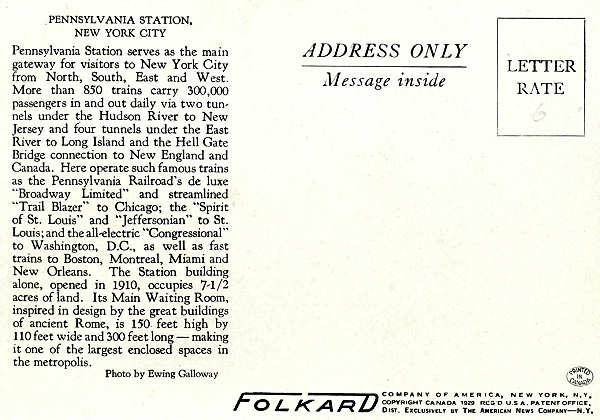 PENNSYLVANIA STATION,
NEW YORK CITY
Pennsylvania Station serves as the main
gateway for visitors to New York City
from North, South, East and West.
More than 850 trains carry 300,000
passengers in and out daily via two tun-
nels under the Hudson River to New
Jersey and four tunnels under the East
River to Long Island and the Hell Gate
Bridge connection to New England and
Canada. Here operate such famous trains
as the Pennsylvania Railroad's de luxe
"Broadway Limited" and streamlined
"Trail Blazer" to Chicago; the "Spirit
of St. Louis" and "Jeffersonian" to St.
Louis; and the all-electric "Congressional"
to Washington, D.C., as well as fast
trains to Boston, Montreal, Miami and
New Orleans. The Station building
alone, opened in 1910, occupies 7-1/2
acres of land. Its Main Waiting Room,
inspired in design by the great buildings
of ancient Rome, is 150 feet high by
110 feet wide and 300 feet long — making
it one of the largest enclosed spaces in
the metropolis.
Photo by Ewing Galloway
ADDRESS ONLY
Message inside
LETTER
RATE
6
PRINTED
IN
CANADA
FOLKARD
COMPANY OF AMERICA, NEW YORK, N.Y.
COPYRIGHT CANADA 1929 REG'D U.S.A. PATENT OFFICE.
DIST. EXCLUSIVELY BY THE AMERICAN NEWS COMPANY—N.Y.